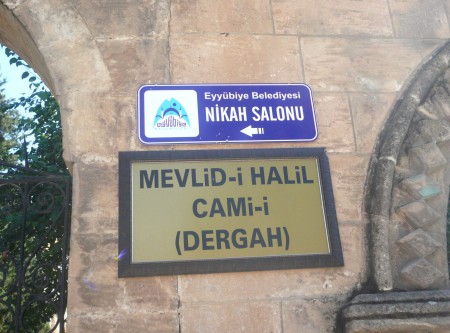 Eyyübiye Belediyesi
NİKAH SALONU
MEVLiD-i HALiL
CAMi-i
(DERGAH)